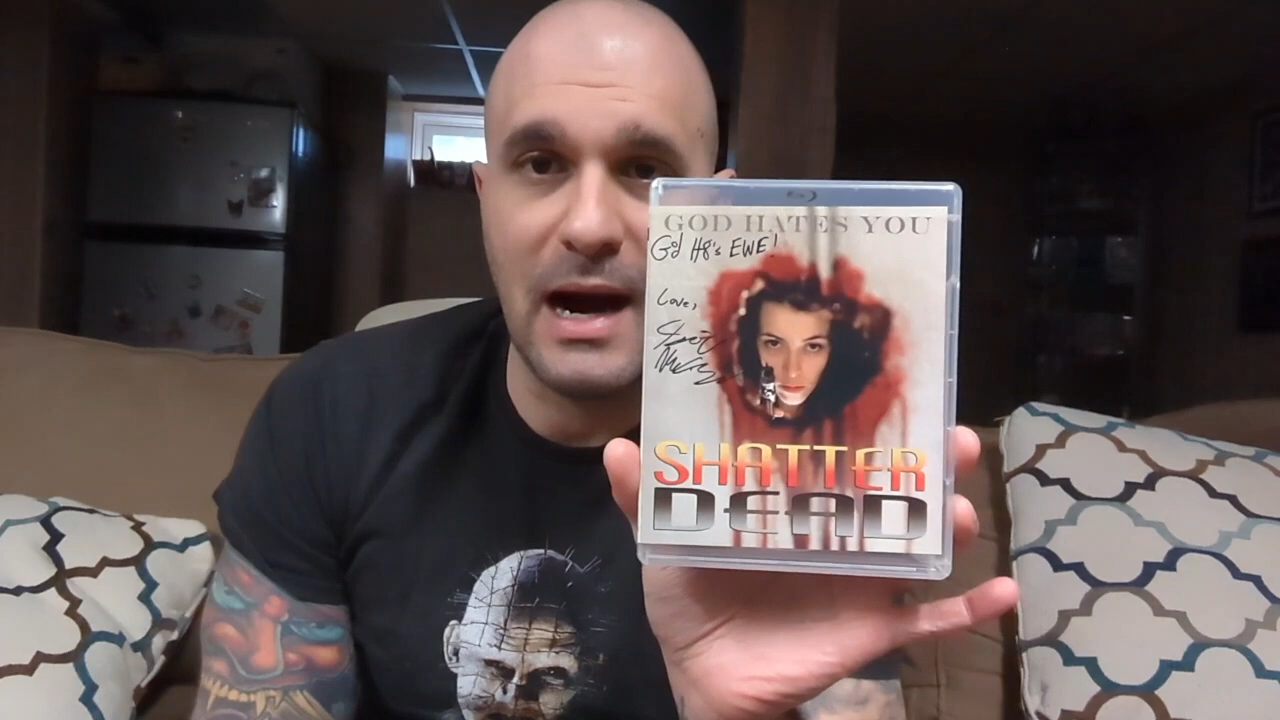 GOD HATES YOU
God H8's EWE!
Love,
SHATTER
DEAD